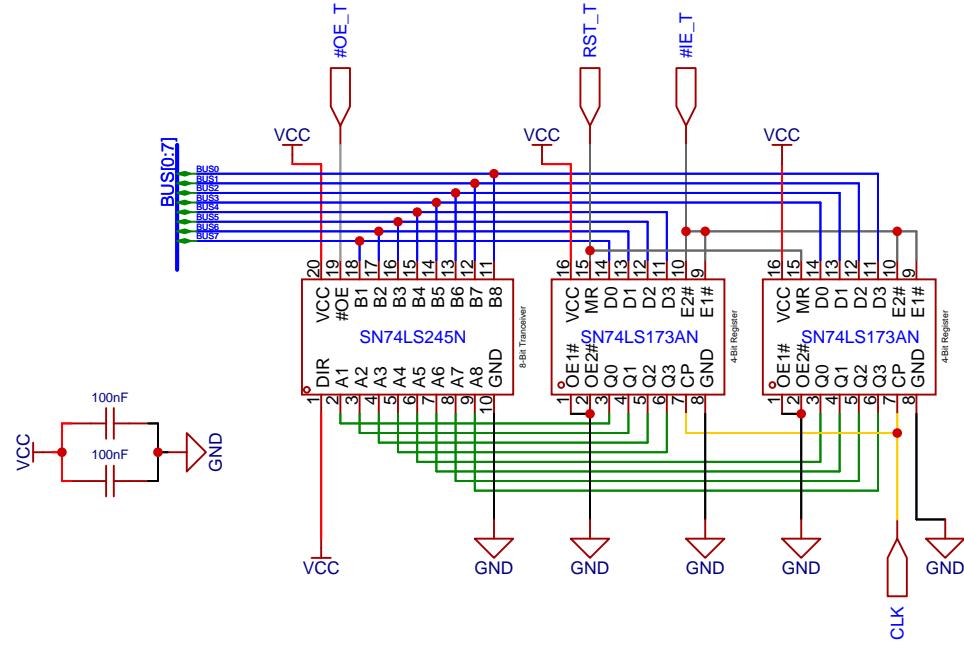 #OE_T
RST_T
#IE_T
VCC
VCC
VCC
BUS[0:7]
BUS0
BUS1
BUS2
BUS3
BUS4
BUS5
BUS6
BUS7
20 19 18 17 16 15 14 13 12 11
VCC #OE B1 B2 B3 B4 B5 B6 B7 B8
SN74LS245N
8-Bit Tranceiver
DIR A1 A2 A3 A4 A5 A6 A7 A8 GND
1 2 3 4 5 6 7 8 9 10
16 15 14 13 12 11 10 9
VCC MR D0 D1 D2 D3 E2# E1#
SN74LS173AN
4-Bit Register
OE1# OE2# Q0 Q1 Q2 Q3 CP GND
1 2 3 4 5 6 7 8
16 15 14 13 12 11 10 9
VCC MR D0 D1 D2 D3 E2# E1#
SN74LS173AN
4-Bit Register
OE1# OE2# Q0 Q1 Q2 Q3 CP GND
1 2 3 4 5 6 7 8
100nF
100nF
VCC
GND
VCC
GND
GND
GND
GND
GND
CLK